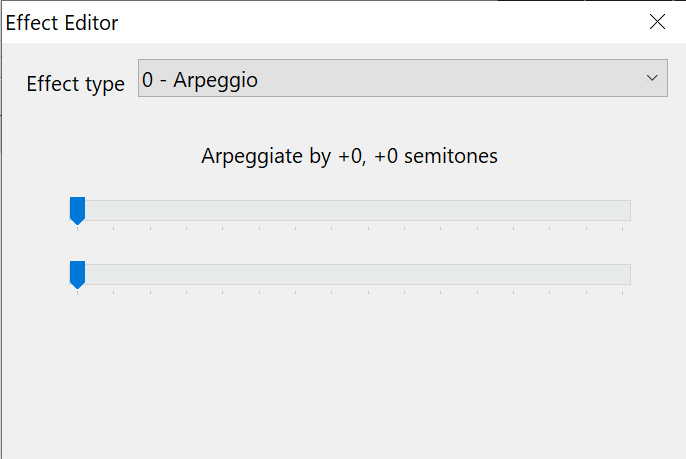 Effect Editor
Effect type 0 - Arpeggio
Arpeggiate by +0, +0 semitones